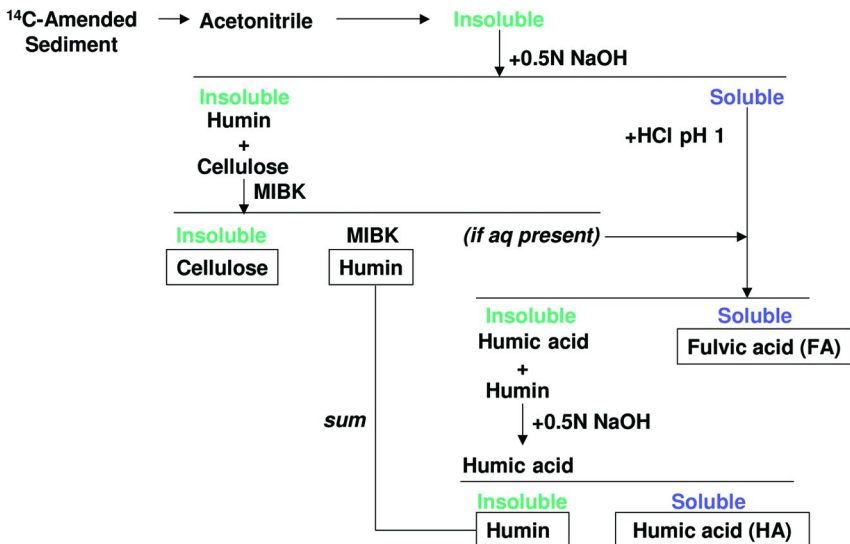 ¹⁴C-Amended Sediment
Acetonitrile
Insoluble
+0.5N NaOH
Insoluble
Humin
+
Cellulose
MIBK
Soluble
+HCl pH 1
Insoluble
Cellulose
MIBK
Humin
(if aq present)
Insoluble
Humic acid
+
Humin
+0.5N NaOH
Humic acid
Soluble
Fulvic acid (FA)
sum
Insoluble
Humin
Soluble
Humic acid (HA)